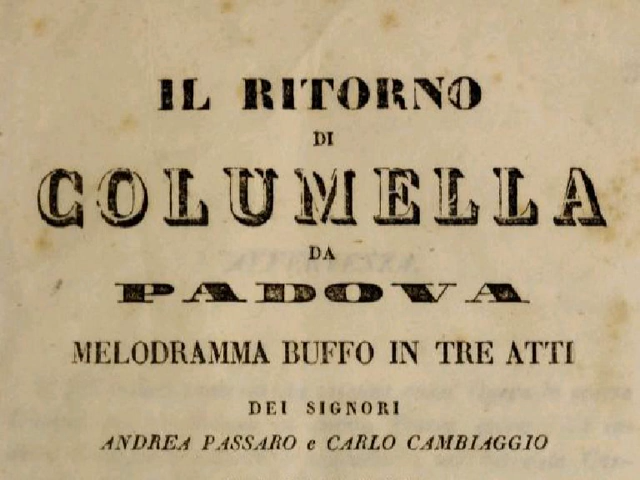 IL RITORNO
DI
COLUMELLA
DA
PADOVA
MELODRAMMA BUFFO IN TRE ATTI
DEI SIGNORI
ANDREA PASSARO e CARLO CAMBIAGGIO